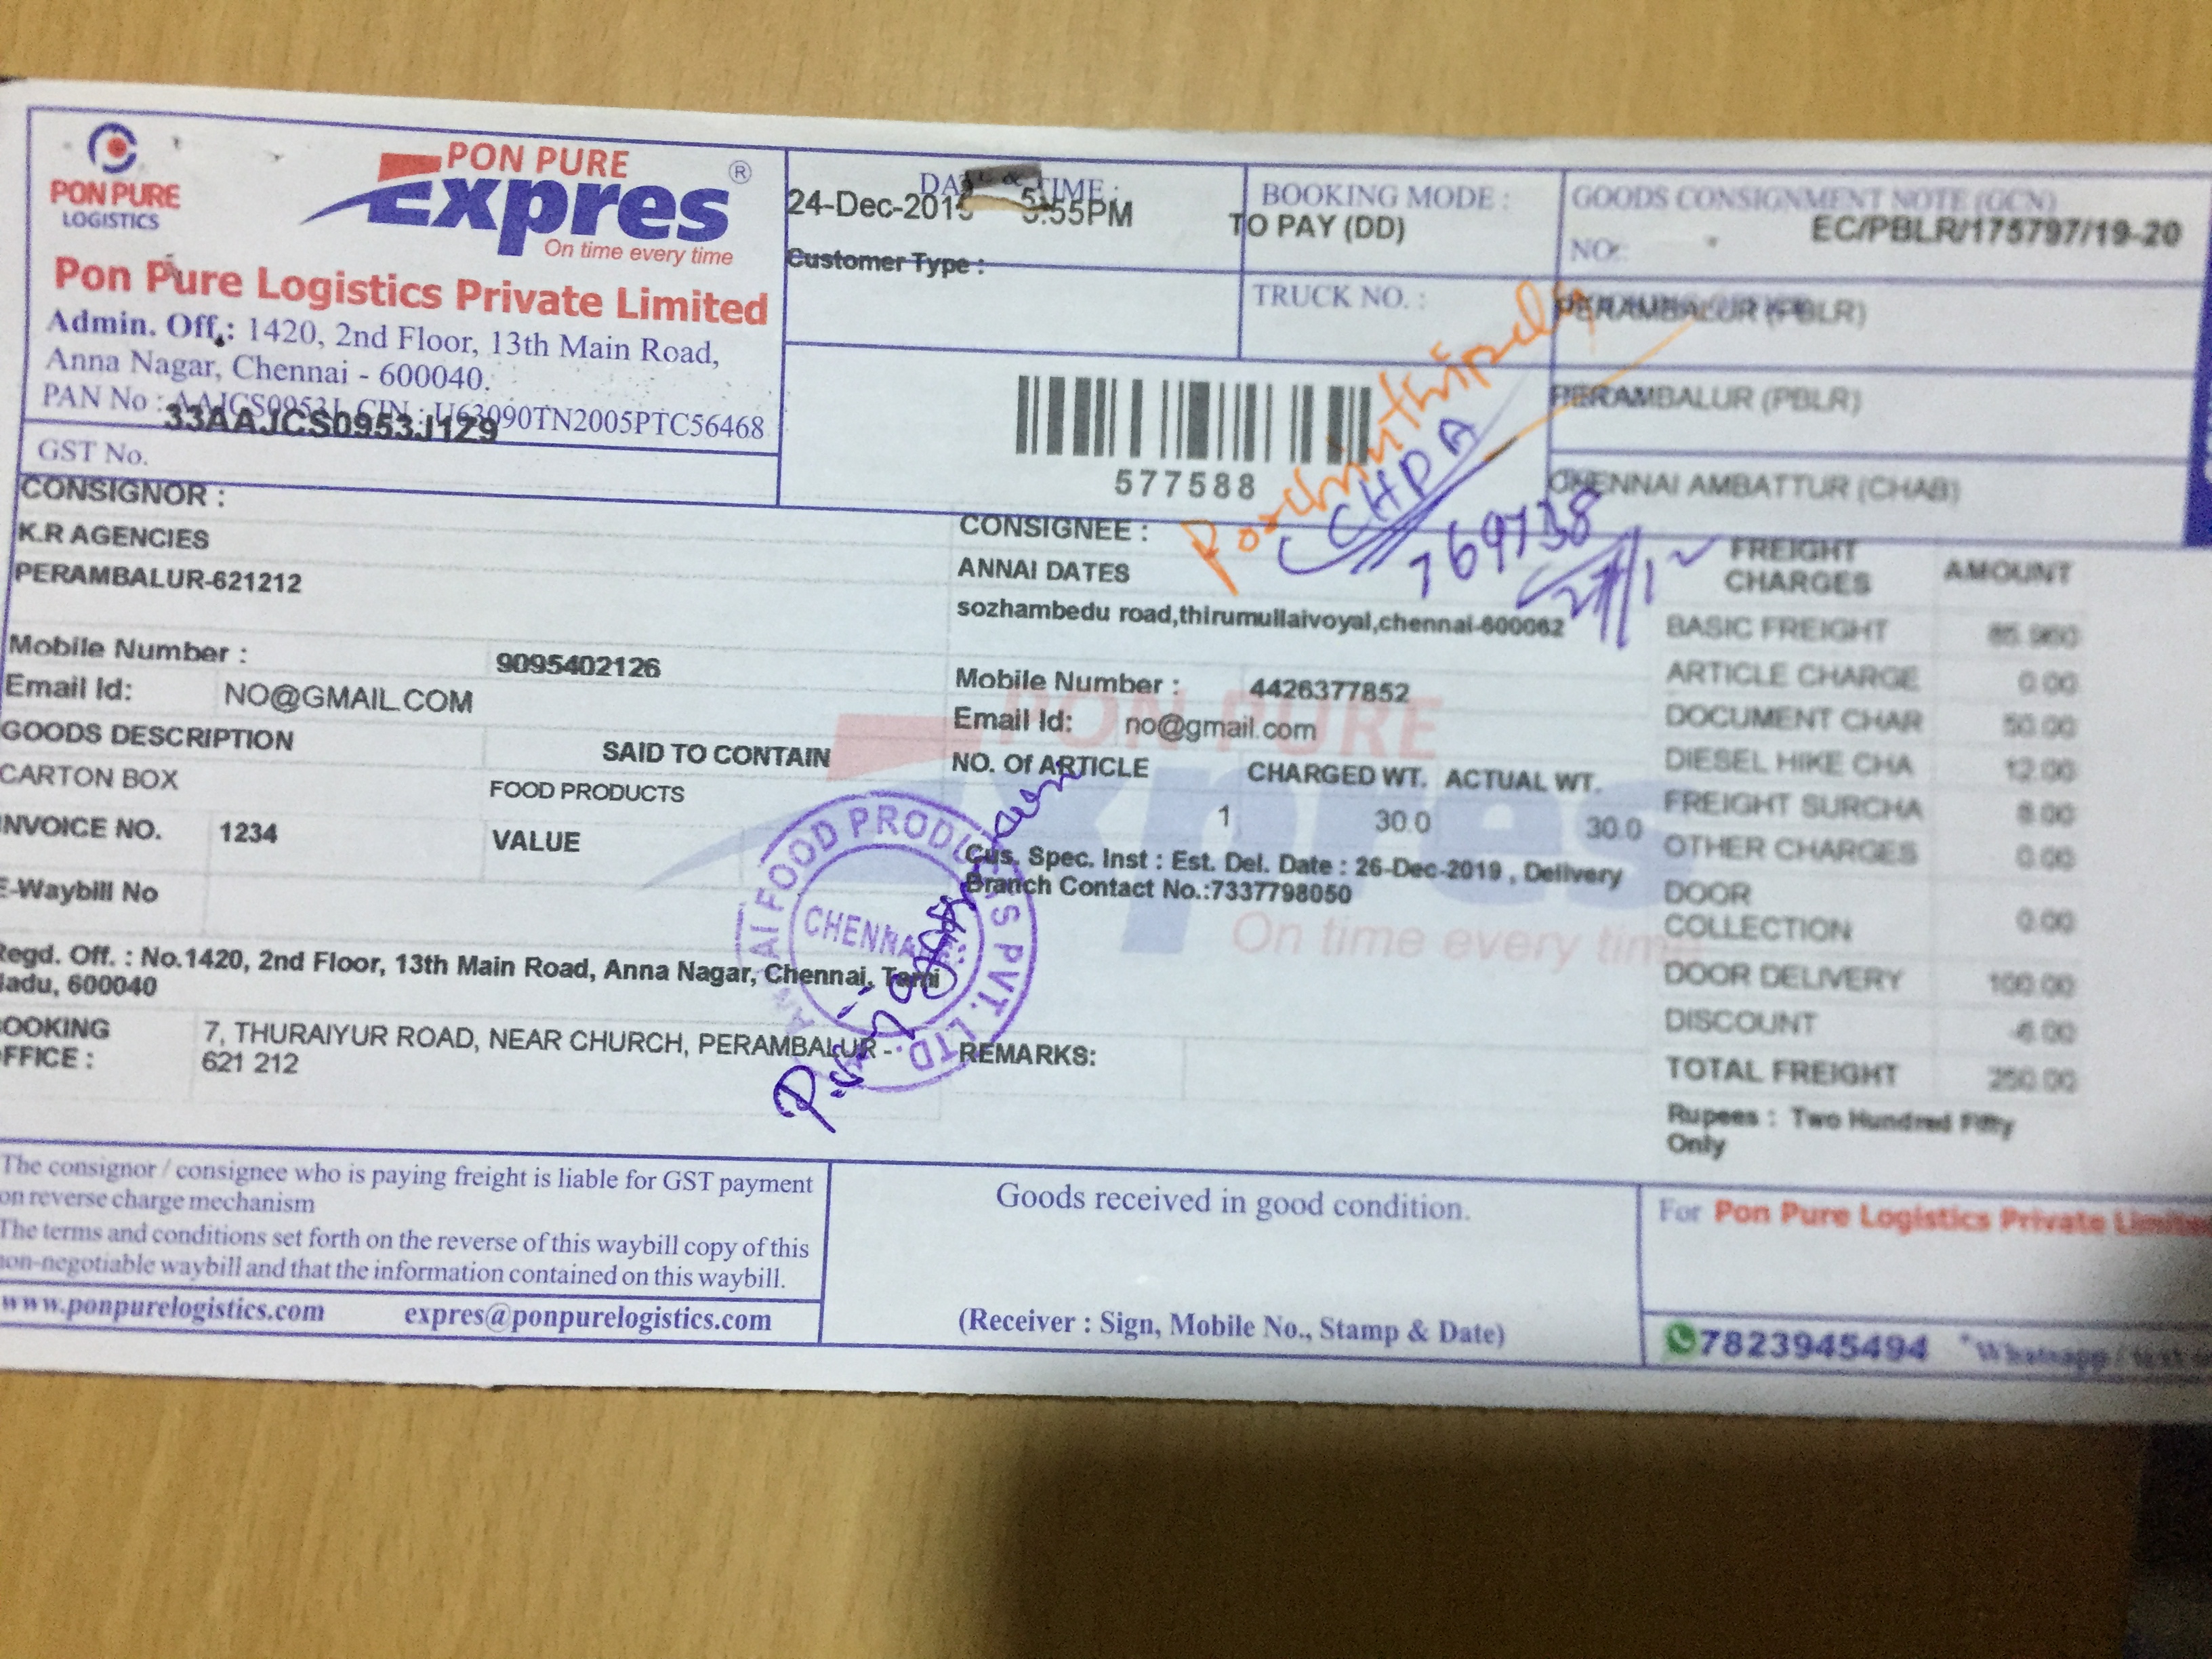 PON PURE
LOGISTICS
PON PURE
Expres ®
On time every time
Pon Pure Logistics Private Limited
Admin. Off.: 1420, 2nd Floor, 13th Main Road,
Anna Nagar, Chennai - 600040.
PAN No : AAJCS0953J CIN : U63090TN2005PTC56468
33AAJCS0953J1Z9
GST No.
TIME :
24-Dec-2019 5:55PM
Customer Type :
BOOKING MODE :
TO PAY (DD)
TRUCK NO. :
GOODS CONSIGNMENT NOTE (GCN)
NO.:
EC/PBLR/175797/19-20
PERAMBALUR (PBLR)
PERAMBALUR (PBLR)
CHENNAI AMBATTUR (CHAB)
577588
CHPA
769738
CONSIGNOR :
K.R AGENCIES
PERAMBALUR-621212
Mobile Number : 9095402126
Email Id: NO@GMAIL.COM
GOODS DESCRIPTION SAID TO CONTAIN
CARTON BOX FOOD PRODUCTS
INVOICE NO. 1234 VALUE
E-Waybill No
Regd. Off. : No.1420, 2nd Floor, 13th Main Road, Anna Nagar, Chennai, Tamil
Nadu, 600040
BOOKING
OFFICE :
7, THURAIYUR ROAD, NEAR CHURCH, PERAMBALUR -
621 212
CONSIGNEE :
ANNAI DATES
sozhambedu road,thirumullaivoyal,chennai-600062
Mobile Number : 4426377852
Email Id: no@gmail.com
NO. Of ARTICLE CHARGED WT. ACTUAL WT.
1 30.0 30.0
Cus. Spec. Inst : Est. Del. Date : 26-Dec-2019 , Delivery
Branch Contact No.:7337798050
REMARKS:
PON PURE
Expres
On time every time
ANNAI FOOD PRODUCTS PVT. LTD.
CHENNAI
FREIGHT
CHARGES AMOUNT
BASIC FREIGHT 85.960
ARTICLE CHARGE 0.00
DOCUMENT CHAR 50.00
DIESEL HIKE CHA 12.00
FREIGHT SURCHA 8.00
OTHER CHARGES 0.00
DOOR
COLLECTION 0.00
DOOR DELIVERY 100.00
DISCOUNT -6.00
TOTAL FREIGHT 250.00
Rupees : Two Hundred Fifty
Only
The consignor / consignee who is paying freight is liable for GST payment
on reverse charge mechanism
The terms and conditions set forth on the reverse of this waybill copy of this
non-negotiable waybill and that the information contained on this waybill.
www.ponpurelogistics.com expres@ponpurelogistics.com
Goods received in good condition.
(Receiver : Sign, Mobile No., Stamp & Date)
For Pon Pure Logistics Private Limited
7823945494 *Whatsapp / text